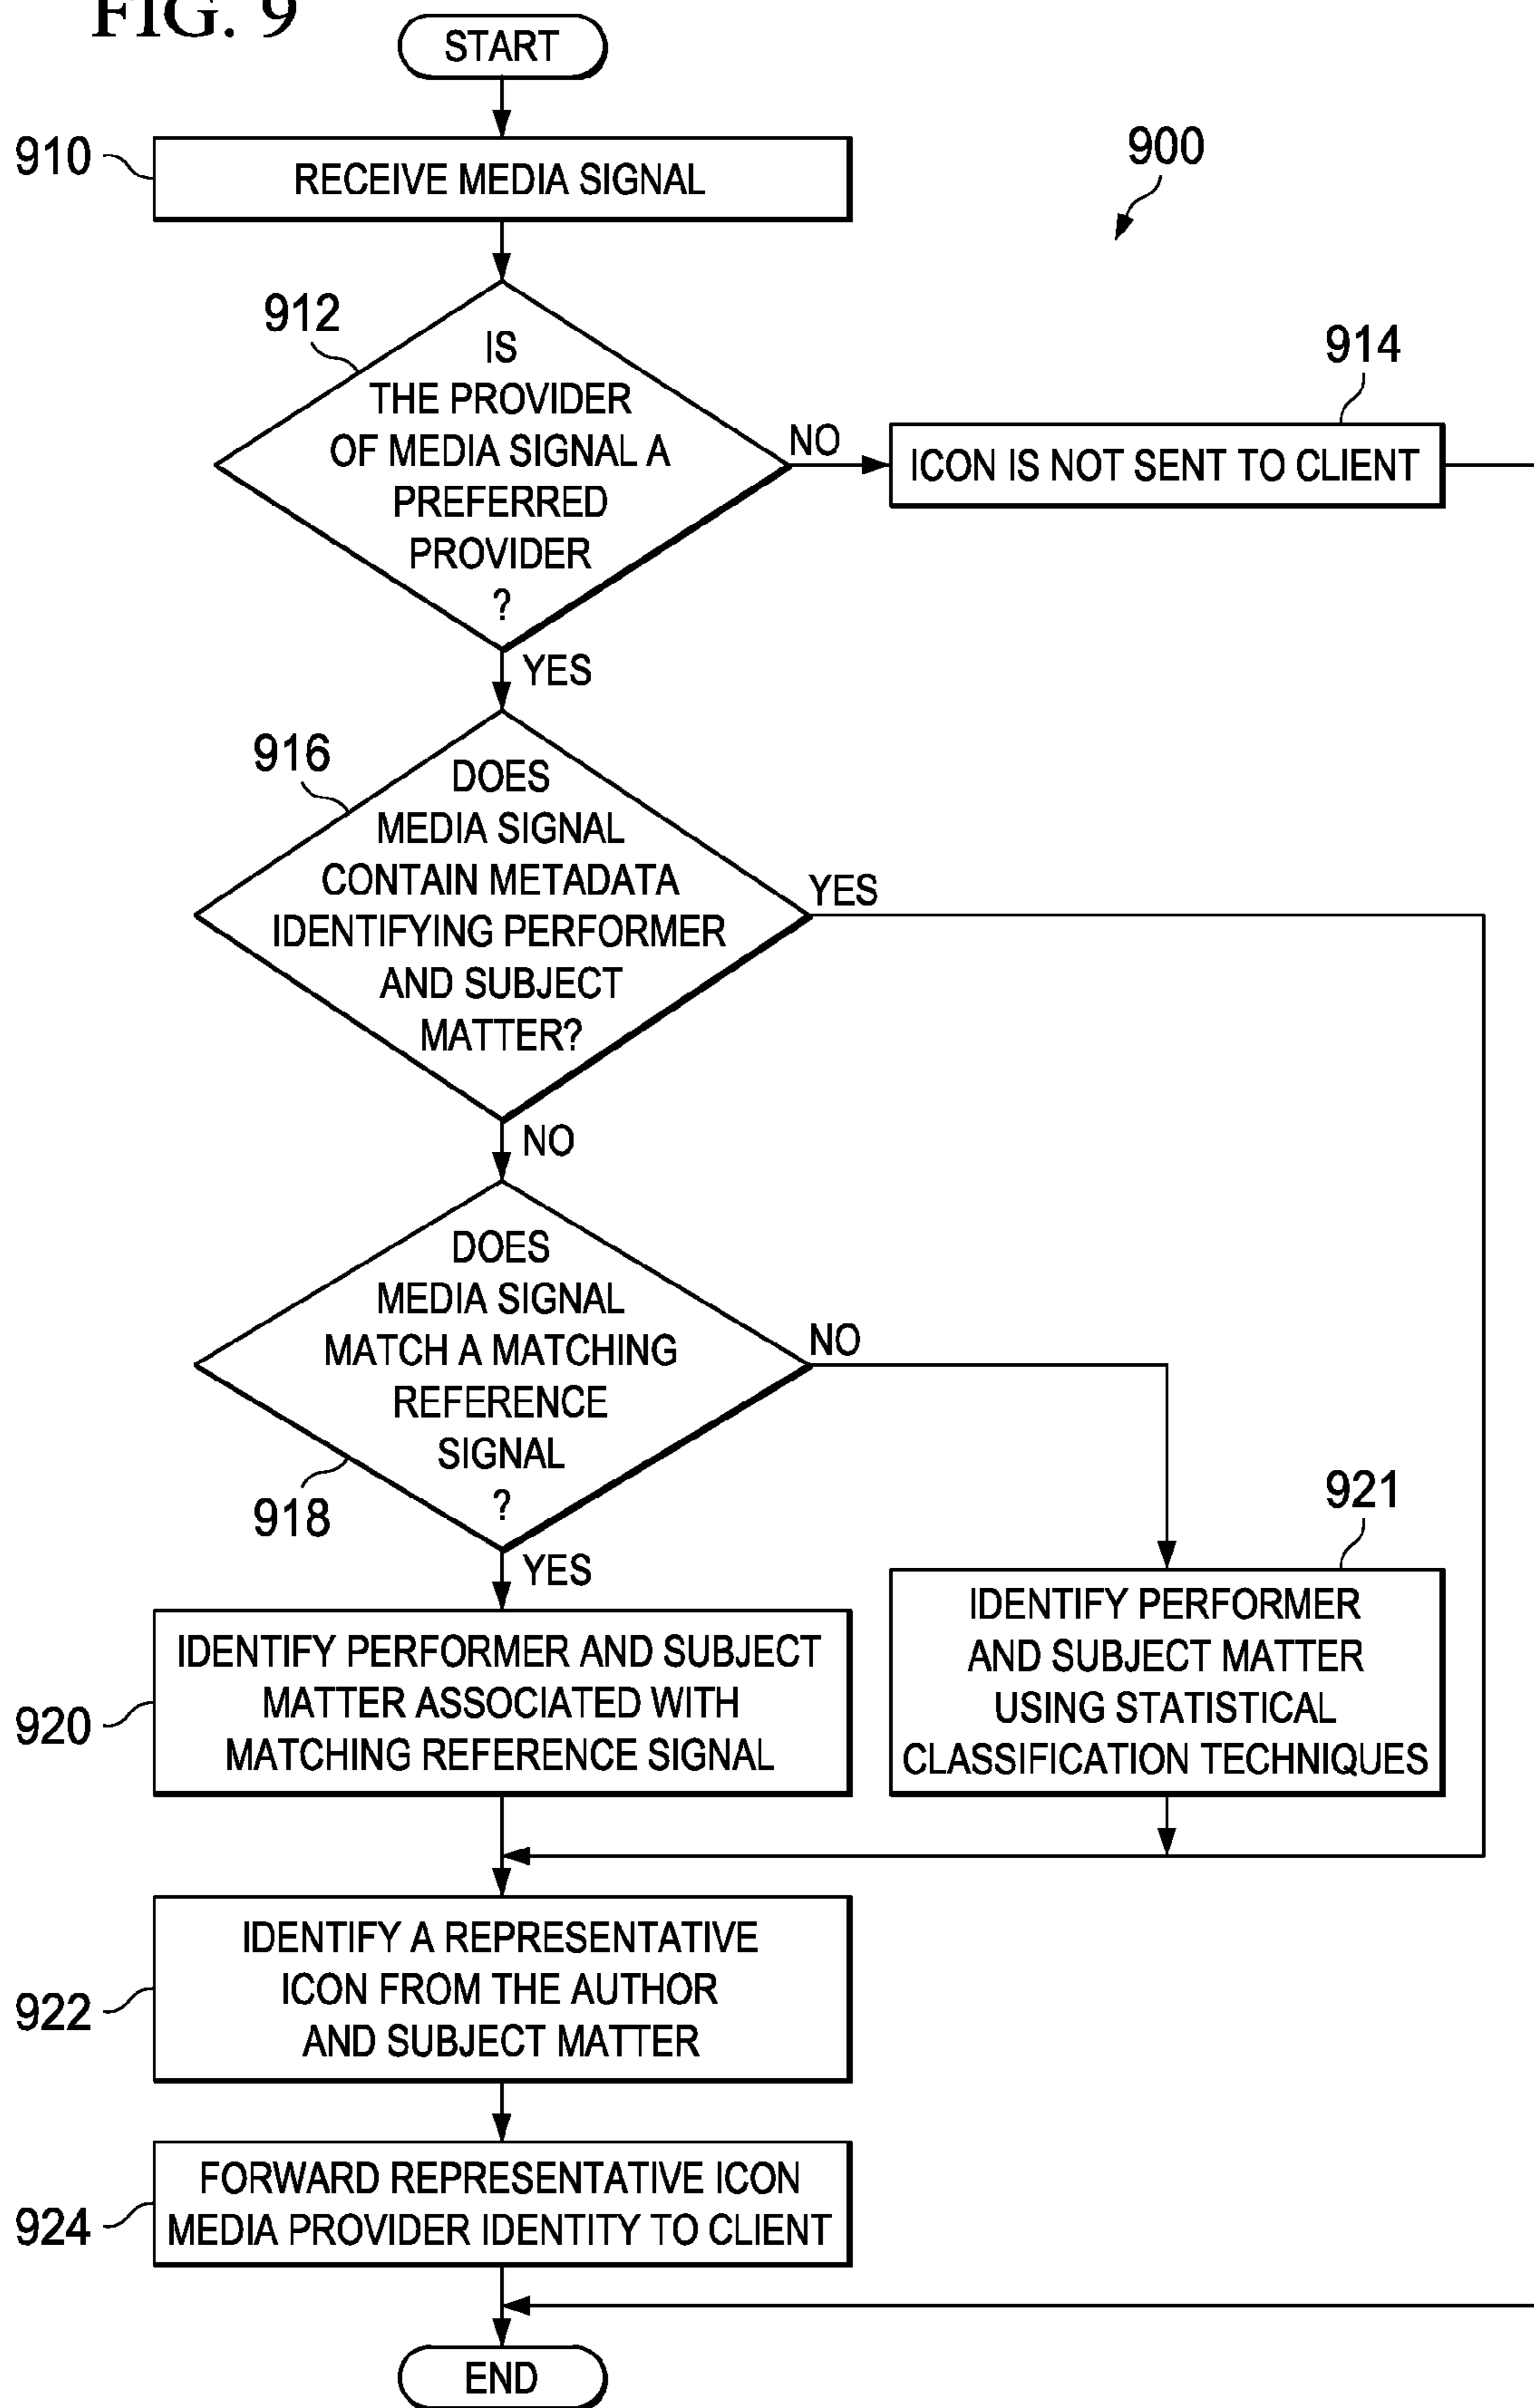 FIG. 9
START
910
RECEIVE MEDIA SIGNAL
900
912
IS
THE PROVIDER
OF MEDIA SIGNAL A
PREFERRED
PROVIDER
?
NO
914
ICON IS NOT SENT TO CLIENT
YES
916
DOES
MEDIA SIGNAL
CONTAIN METADATA
IDENTIFYING PERFORMER
AND SUBJECT
MATTER?
YES
NO
DOES
MEDIA SIGNAL
MATCH A MATCHING
REFERENCE
SIGNAL
?
918
NO
YES
921
IDENTIFY PERFORMER
AND SUBJECT MATTER
USING STATISTICAL
CLASSIFICATION TECHNIQUES
920
IDENTIFY PERFORMER AND SUBJECT
MATTER ASSOCIATED WITH
MATCHING REFERENCE SIGNAL
922
IDENTIFY A REPRESENTATIVE
ICON FROM THE AUTHOR
AND SUBJECT MATTER
924
FORWARD REPRESENTATIVE ICON
MEDIA PROVIDER IDENTITY TO CLIENT
END